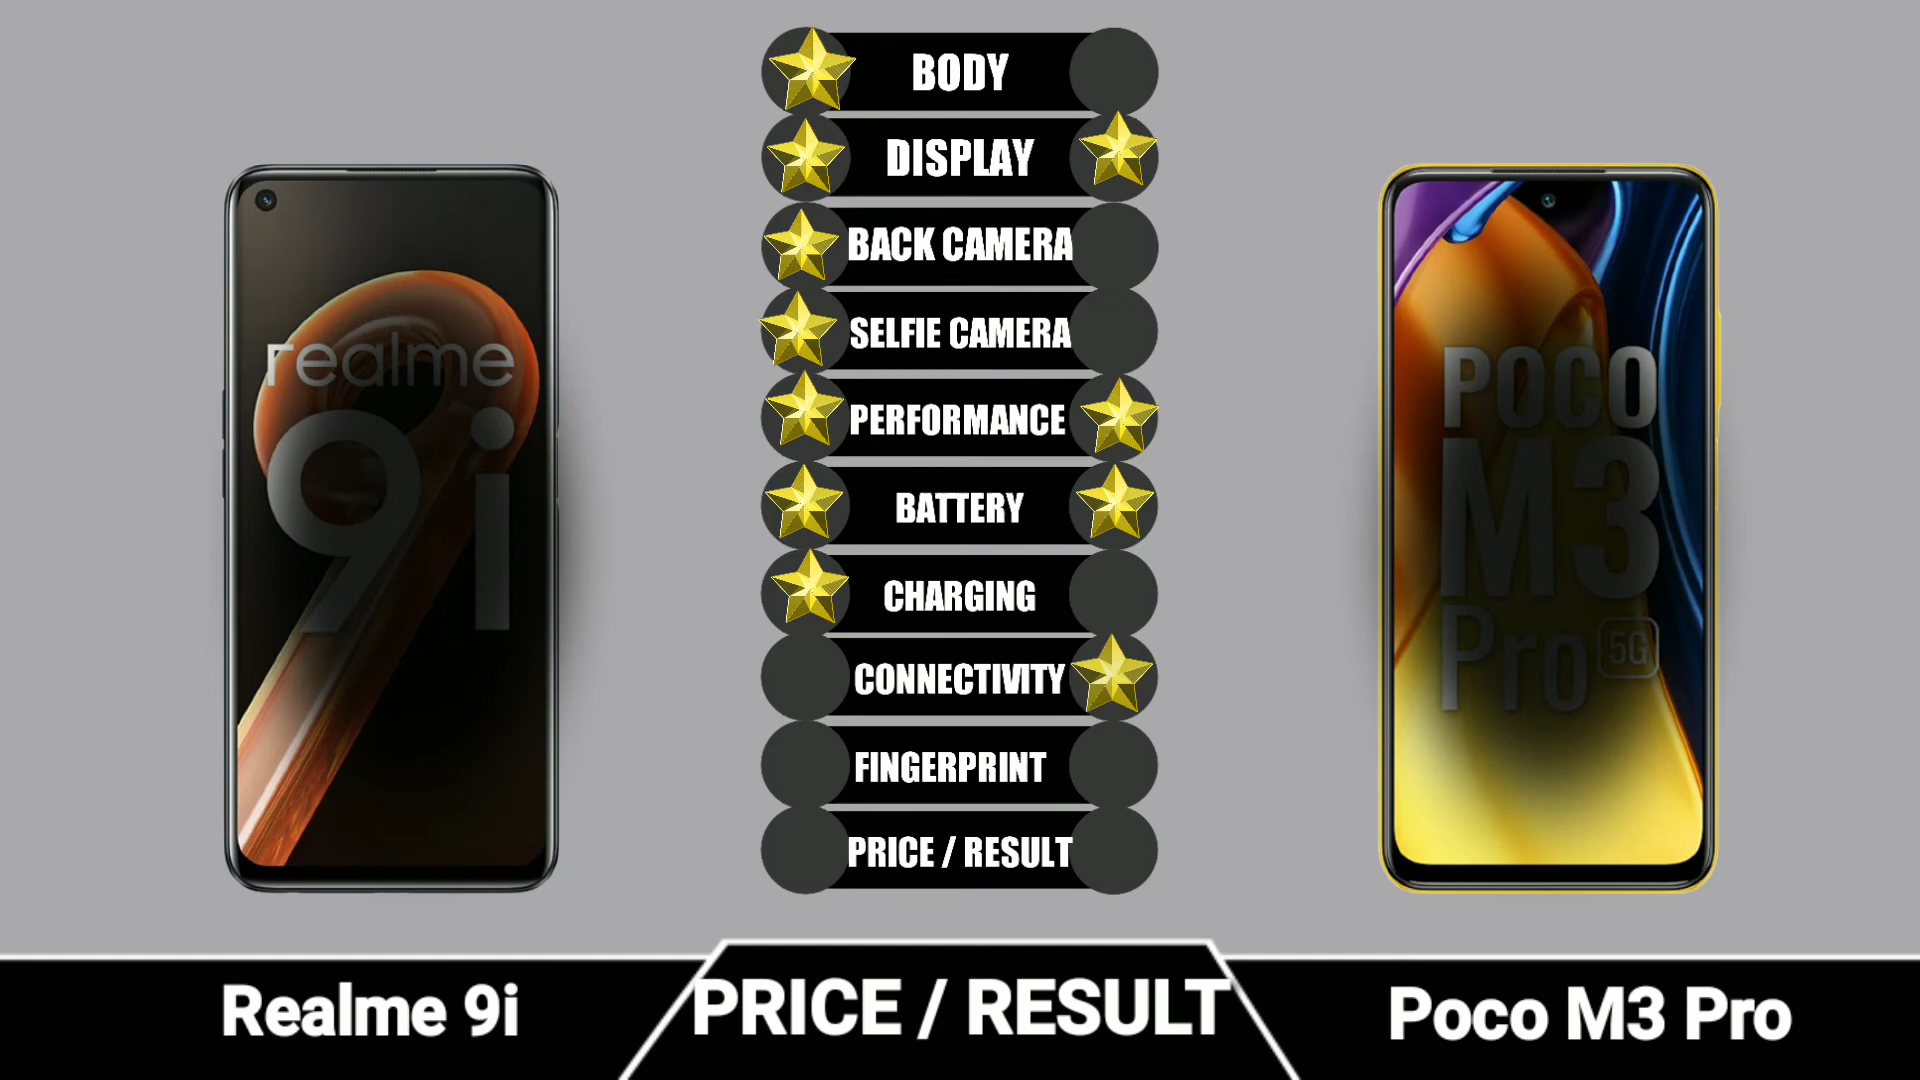 BODY
DISPLAY
BACK CAMERA
SELFIE CAMERA
PERFORMANCE
BATTERY
CHARGING
CONNECTIVITY
FINGERPRINT
PRICE / RESULT
realme
9i
POCO
M3
Pro 5G
Realme 9i
PRICE / RESULT
Poco M3 Pro